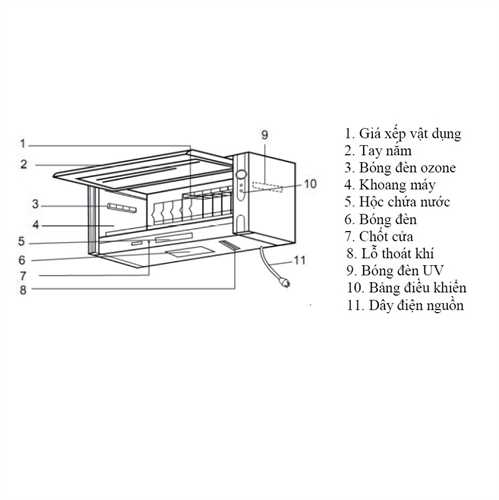 1
2
3
4
5
6
7
8
9
10
11
1. Giá xếp vật dụng
2. Tay nắm
3. Bóng đèn ozone
4. Khoang máy
5. Hộc chứa nước
6. Bóng đèn
7. Chốt cửa
8. Lỗ thoát khí
9. Bóng đèn UV
10. Bảng điều khiển
11. Dây điện nguồn